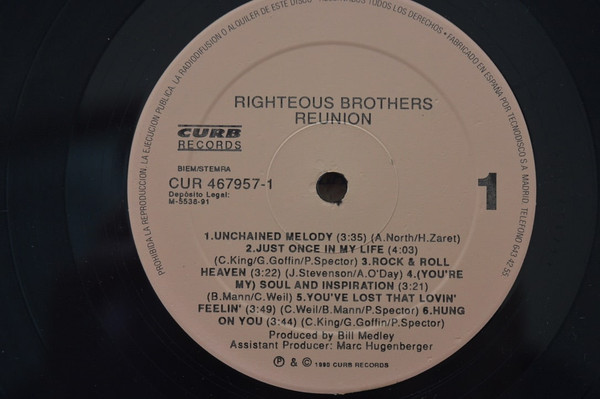 PROHIBIDA LA REPRODUCCION, LA EJECUCION PUBLICA, LA RADIODIFUSION O ALQUILER DE ESTE DISCO
TODOS LOS DERECHOS • FABRICADO EN ESPAÑA POR TECNODISCO S.A. MADRID. TELEFONO 643 42 55
RIGHTEOUS BROTHERS
REUNION
CURB
RECORDS
BIEM/STEMRA
CUR 467957-1
Depósito Legal:
M-5538-91
1
1.UNCHAINED MELODY (3:35) (A.North/H.Zaret)
2.JUST ONCE IN MY LIFE (4:03)
(C.King/G.Goffin/P.Spector) 3.ROCK & ROLL
HEAVEN (3:22) (J.Stevenson/A.O'Day) 4.(YOU'RE
MY) SOUL AND INSPIRATION (3:21)
(B.Mann/C.Weil) 5.YOU'VE LOST THAT LOVIN'
FEELIN' (3:49) (C.Weil/B.Mann/P.Spector) 6.HUNG
ON YOU (3:44) (C.King/G.Goffin/P.Spector)
Produced by Bill Medley
Assistant Producer: Marc Hugenberger
Ⓟ & © 1990 CURB RECORDS